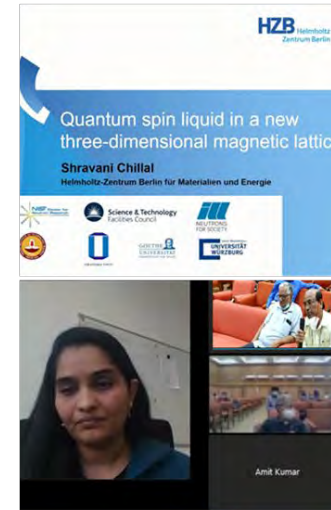 HZB Helmholtz
Zentrum Berlin
Quantum spin liquid in a new
three-dimensional magnetic lattic
Shravani Chillal
Helmholtz-Zentrum Berlin für Materialien und Energie
Science & Technology
Facilities Council
NEUTRONS
FOR SOCIETY
GOETHE
UNIVERSITÄT
UNIVERSITÄT
WÜRZBURG
Amit Kumar